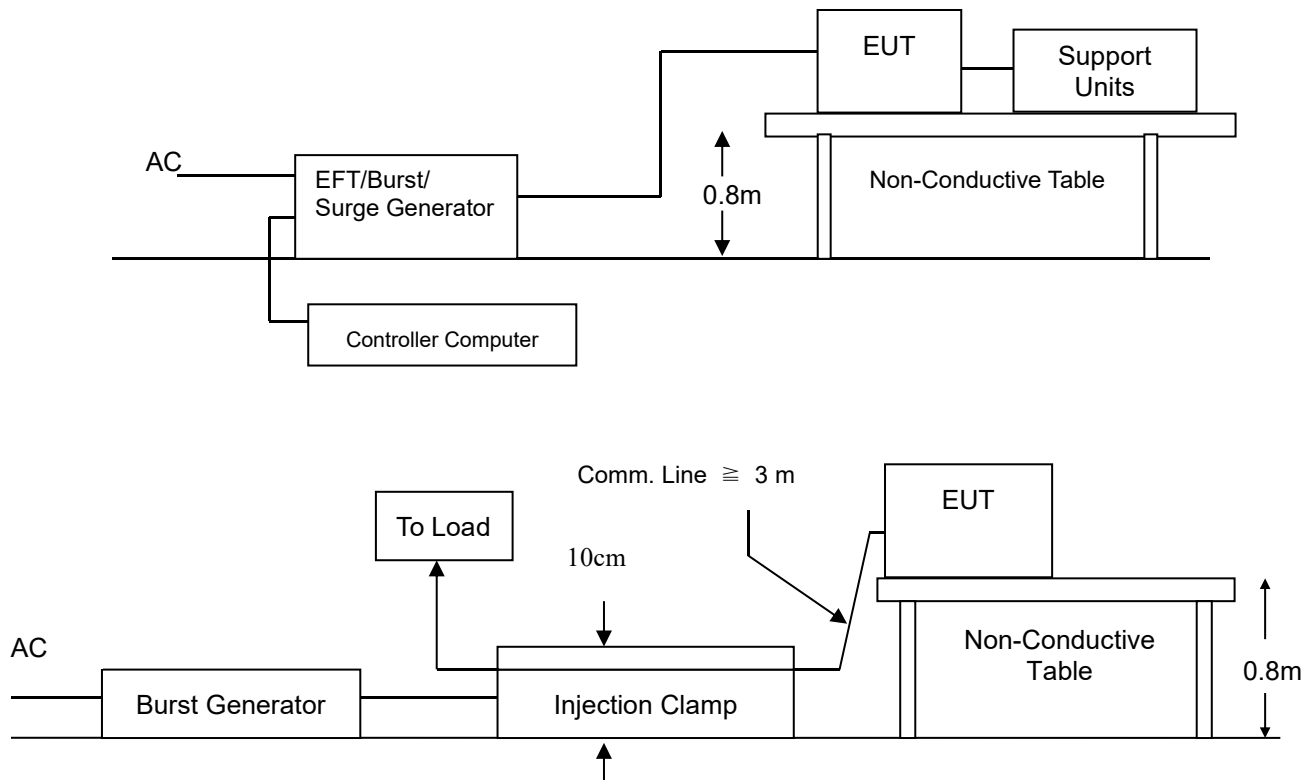 EUT
Support
Units
AC
EFT/Burst/
Surge Generator
0.8m
Non-Conductive Table
Controller Computer
Comm. Line ≧ 3 m
EUT
To Load
10cm
AC
Non-Conductive
Table
0.8m
Burst Generator
Injection Clamp